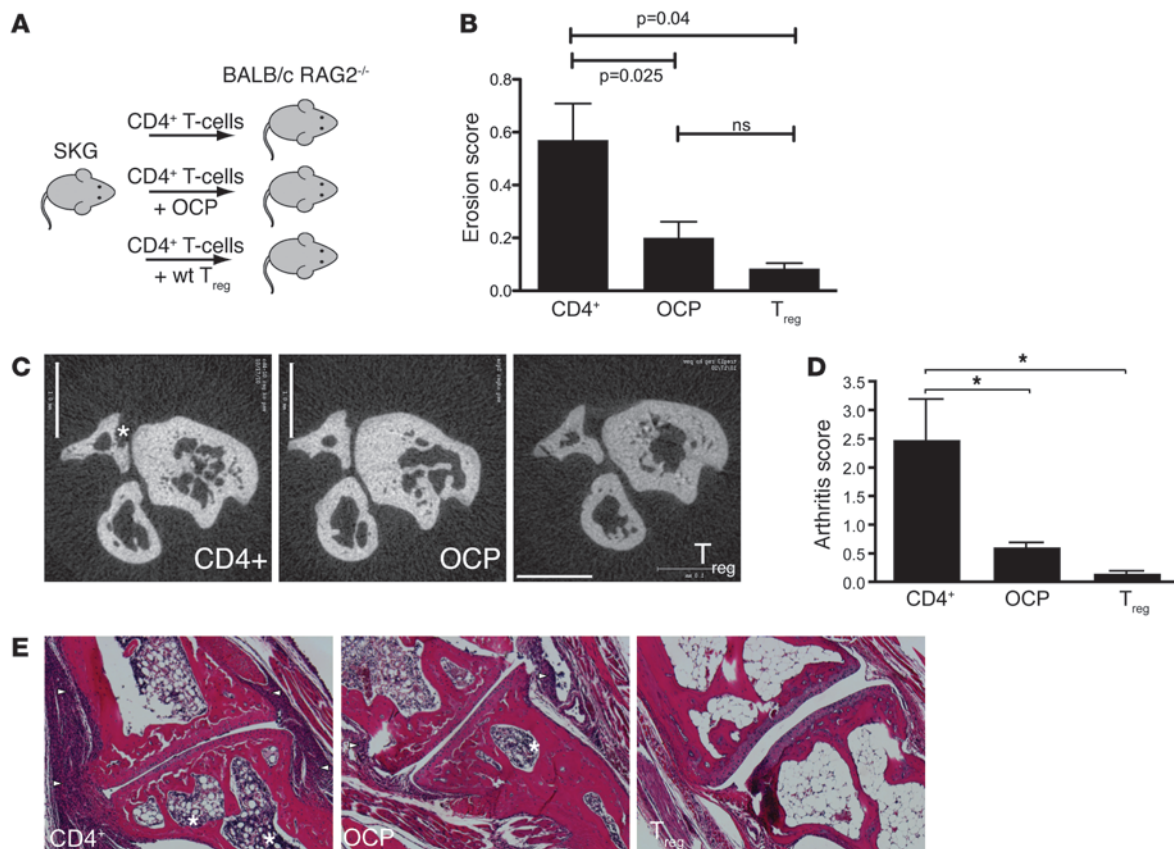 A
BALB/c RAG2-/-
SKG
CD4+ T-cells
CD4+ T-cells
+ OCP
CD4+ T-cells
+ wt Treg
B
p=0.04
p=0.025
ns
Erosion score
0.8
0.6
0.4
0.2
0.0
CD4+
OCP
Treg
C
*
CD4+
OCP
Treg
D
*
*
Arthritis score
3.5
3.0
2.5
2.0
1.5
1.0
0.5
0.0
CD4+
OCP
Treg
E
*
*
CD4+
*
OCP
Treg